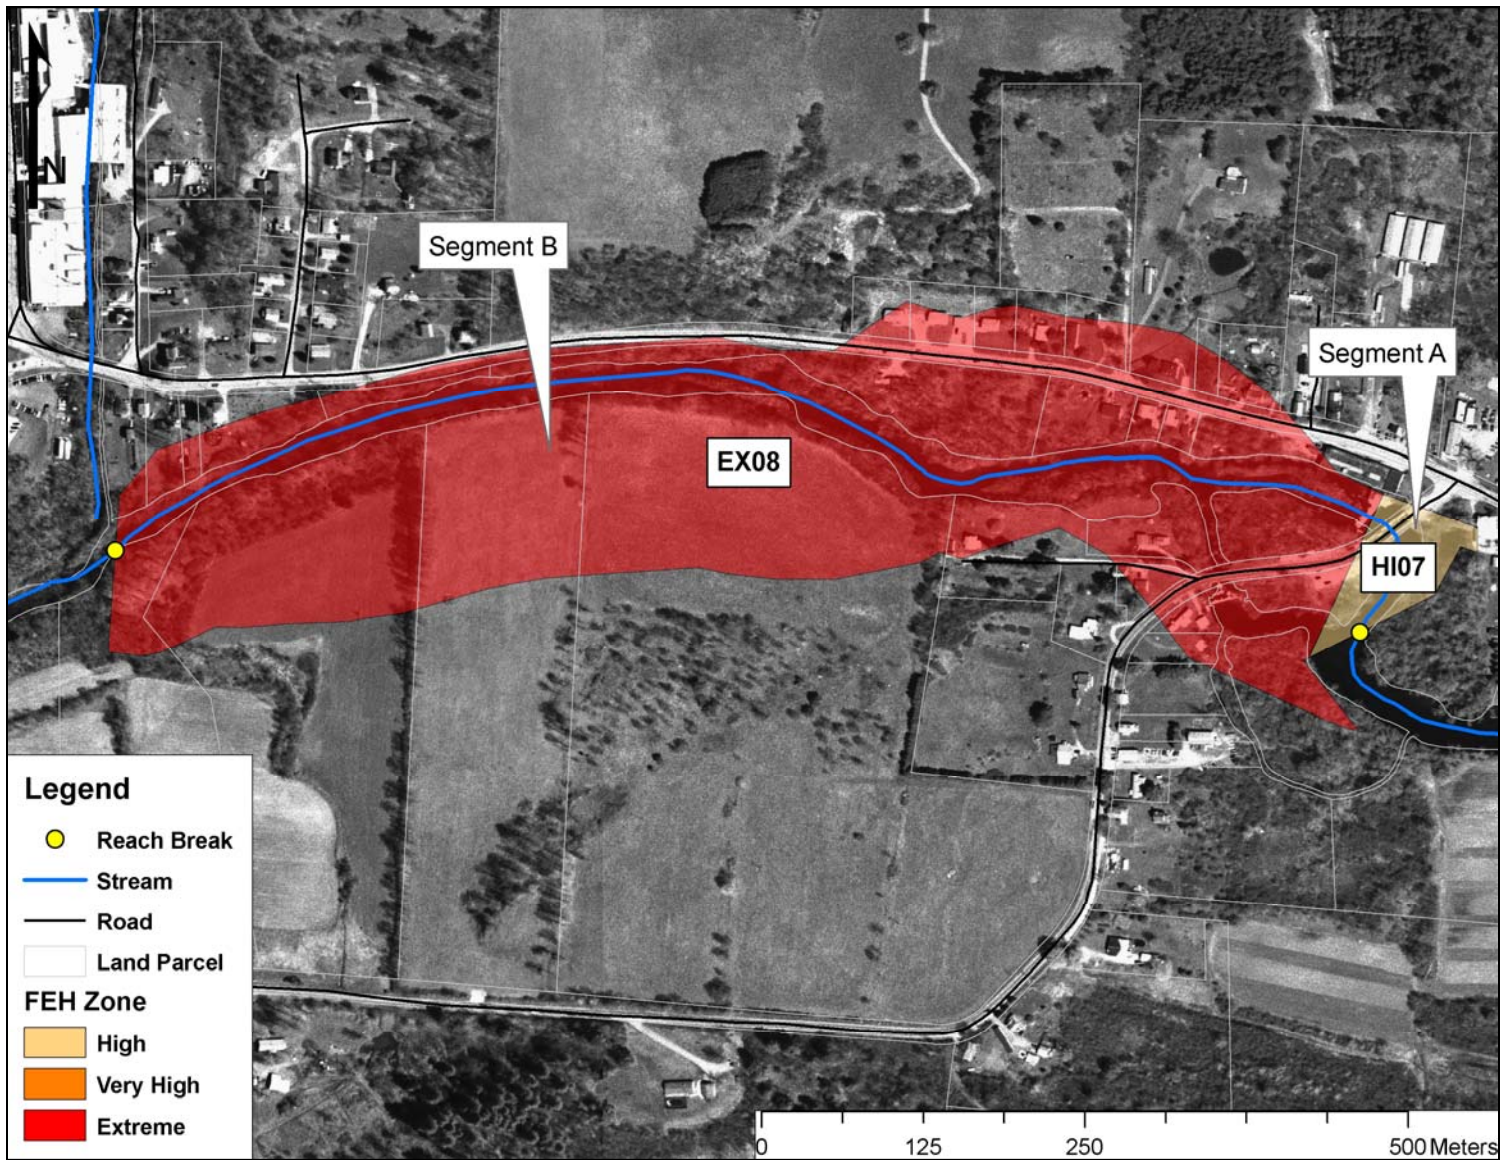 N
Segment B
Segment A
EX08
HI07
Legend
Reach Break
Stream
Road
Land Parcel
FEH Zone
High
Very High
Extreme
0 125 250 500 Meters